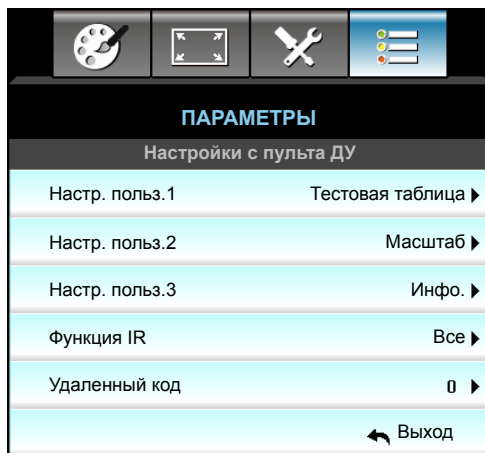 ПАРАМЕТРЫ
Настройки с пульта ДУ
Настр. польз.1 Тестовая таблица
Настр. польз.2 Масштаб
Настр. польз.3 Инфо.
Функция IR Все
Удаленный код 0
Выход